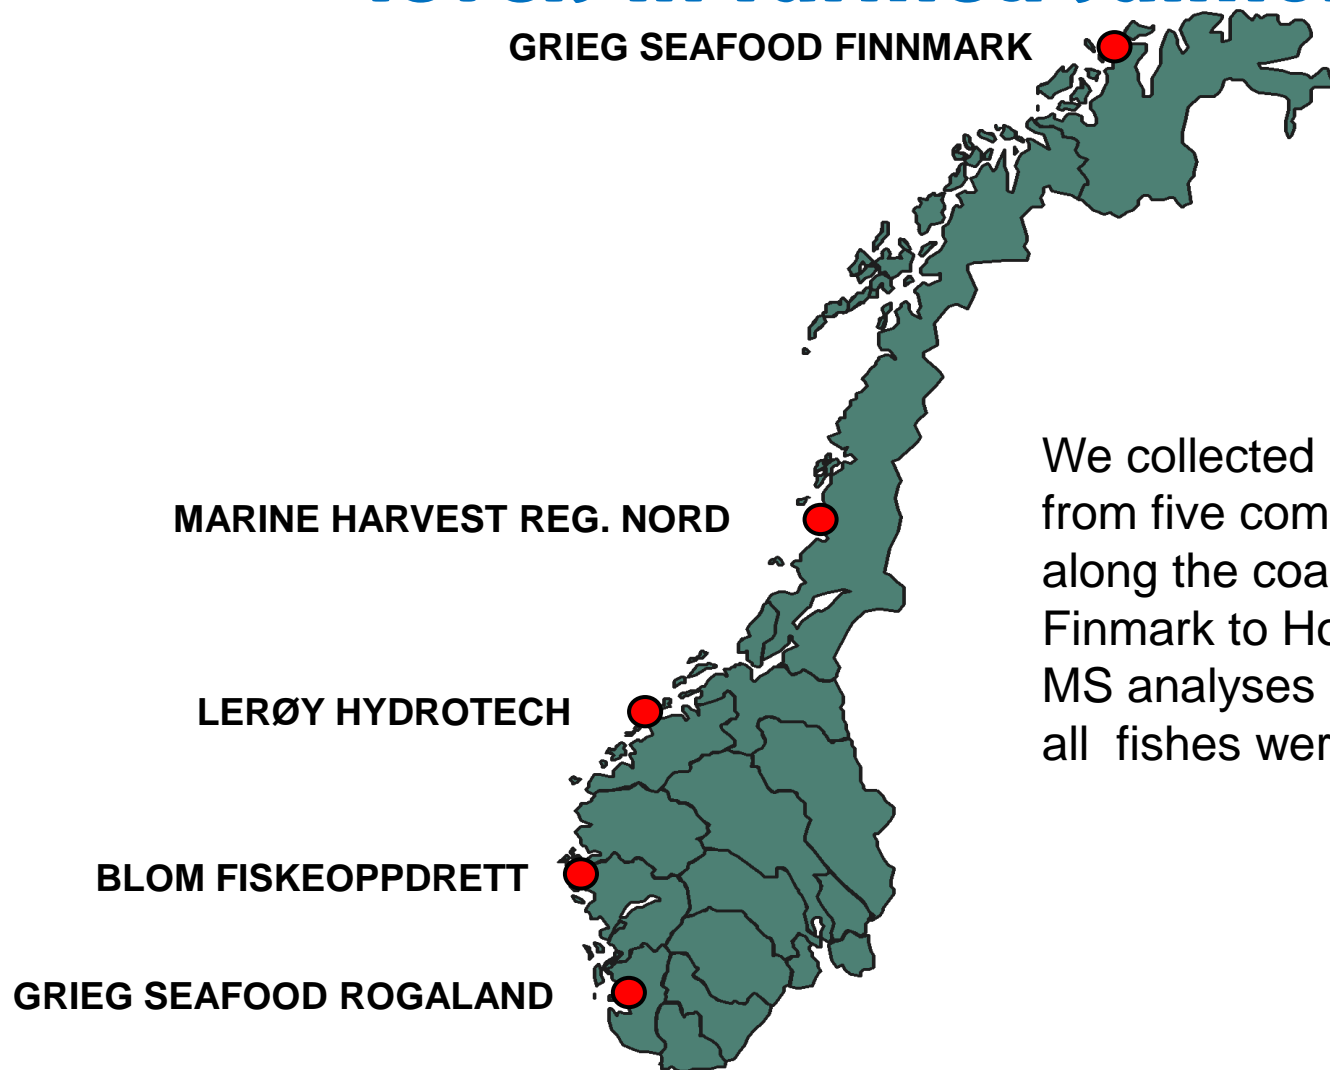 GRIEG SEAFOOD FINNMARK
MARINE HARVEST REG. NORD
LERØY HYDROTECH
BLOM FISKEOPPDRETT
GRIEG SEAFOOD ROGALAND
We collected
from five com
along the coa
Finmark to Ho
MS analyses
all fishes wer